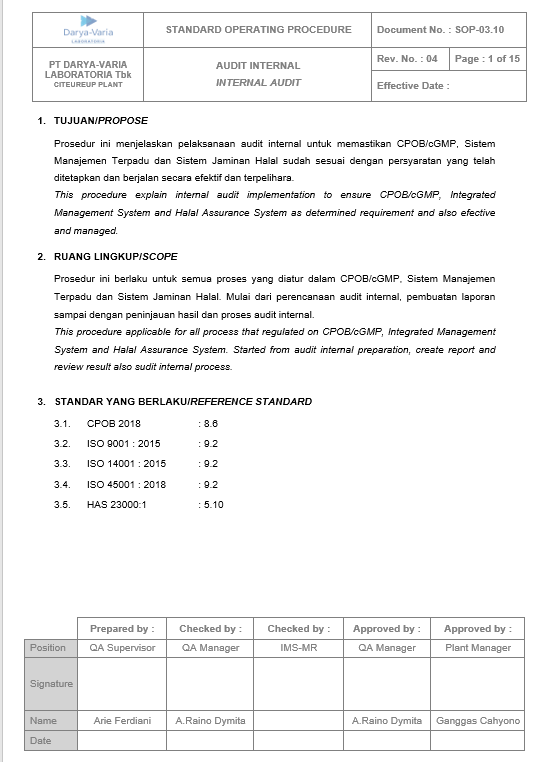 Darya-Varia
LABORATORIA
STANDARD OPERATING PROCEDURE
Document No. : SOP-03.10
PT DARYA-VARIA
LABORATORIA Tbk
CITEUREUP PLANT
AUDIT INTERNAL
INTERNAL AUDIT
Rev. No. : 04
Page : 1 of 15
Effective Date :
1. TUJUAN/PROPOSE
Prosedur ini menjelaskan pelaksanaan audit internal untuk memastikan CPOB/cGMP, Sistem
Manajemen Terpadu dan Sistem Jaminan Halal sudah sesuai dengan persyaratan yang telah
ditetapkan dan berjalan secara efektif dan terpelihara.
This procedure explain internal audit implementation to ensure CPOB/cGMP, Integrated
Management System and Halal Assurance System as determined requirement and also efective
and managed.
2. RUANG LINGKUP/SCOPE
Prosedur ini berlaku untuk semua proses yang diatur dalam CPOB/cGMP, Sistem Manajemen
Terpadu dan Sistem Jaminan Halal. Mulai dari perencanaan audit internal, pembuatan laporan
sampai dengan peninjauan hasil dan proses audit internal.
This procedure applicable for all process that regulated on CPOB/cGMP, Integrated Management
System and Halal Assurance System. Started from audit internal preparation, create report and
review result also sudit internal process.
3. STANDAR YANG BERLAKU/REFERENCE STANDARD
3.1. CPOB 2018 : 8.6
3.2. ISO 9001 : 2015 : 9.2
3.3. ISO 14001 : 2015 : 9.2
3.4. ISO 45001 : 2018 : 9.2
3.5. HAS 23000:1 : 5.10
Prepared by : Checked by : Checked by : Approved by : Approved by :
Position QA Supervisor QA Manager IMS-MR QA Manager Plant Manager
Signature
Name Arie Ferdiani A.Raino Dymita A.Raino Dymita Ganggas Cahyono
Date